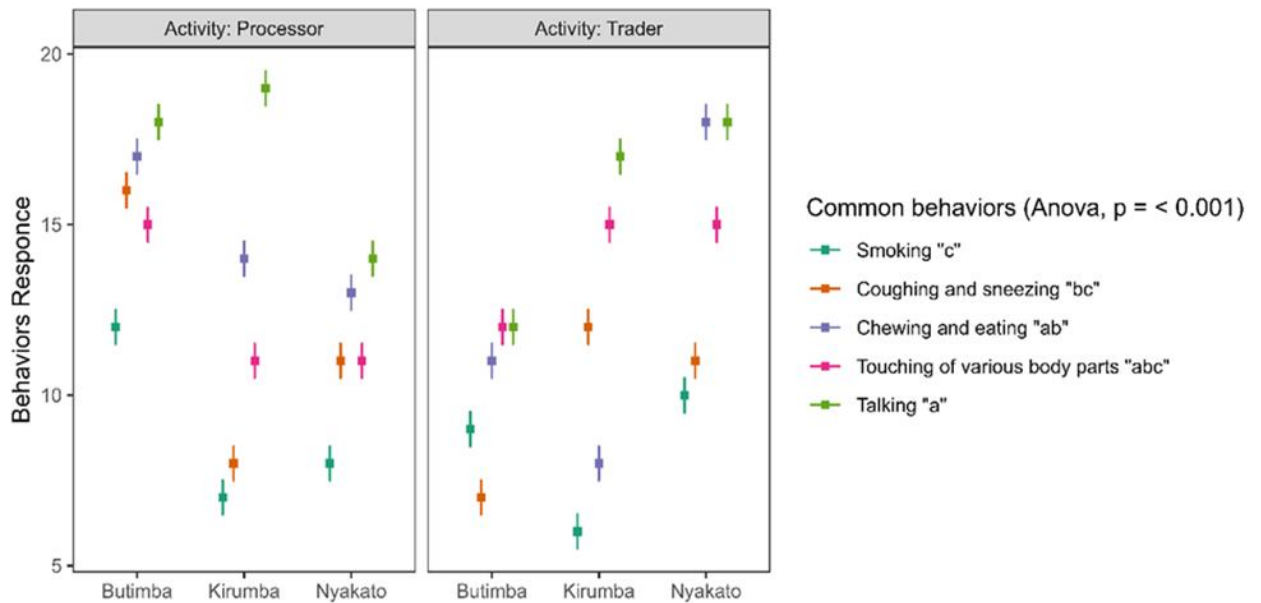 Activity: Processor
Activity: Trader
20
15
10
5
Behaviors Responce
Butimba
Kirumba
Nyakato
Butimba
Kirumba
Nyakato
Common behaviors (Anova, p = < 0.001)
Smoking "c"
Coughing and sneezing "bc"
Chewing and eating "ab"
Touching of various body parts "abc"
Talking "a"